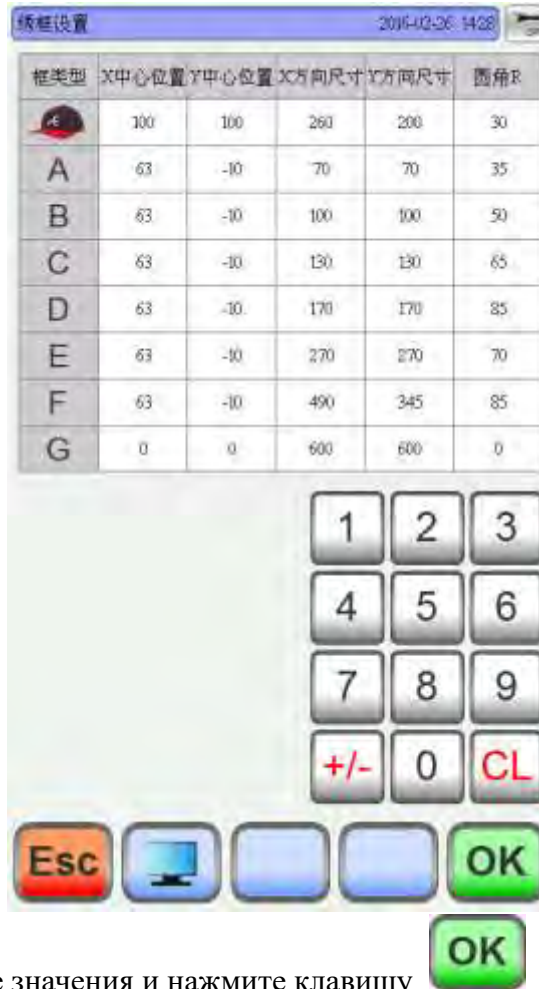 绣框设置 2016-02-26 14:28
框类型 X中心位置 Y中心位置 X方向尺寸 Y方向尺寸 圆角R
100 100 260 200 30
A 63 -10 70 70 35
B 63 -10 100 100 50
C 63 -10 130 130 65
D 63 -10 170 170 85
E 63 -10 270 270 70
F 63 -10 490 345 85
G 0 0 600 600 0
1 2 3
4 5 6
7 8 9
+/- 0 CL
Esc OK
OK
е значения и нажмите клавишу